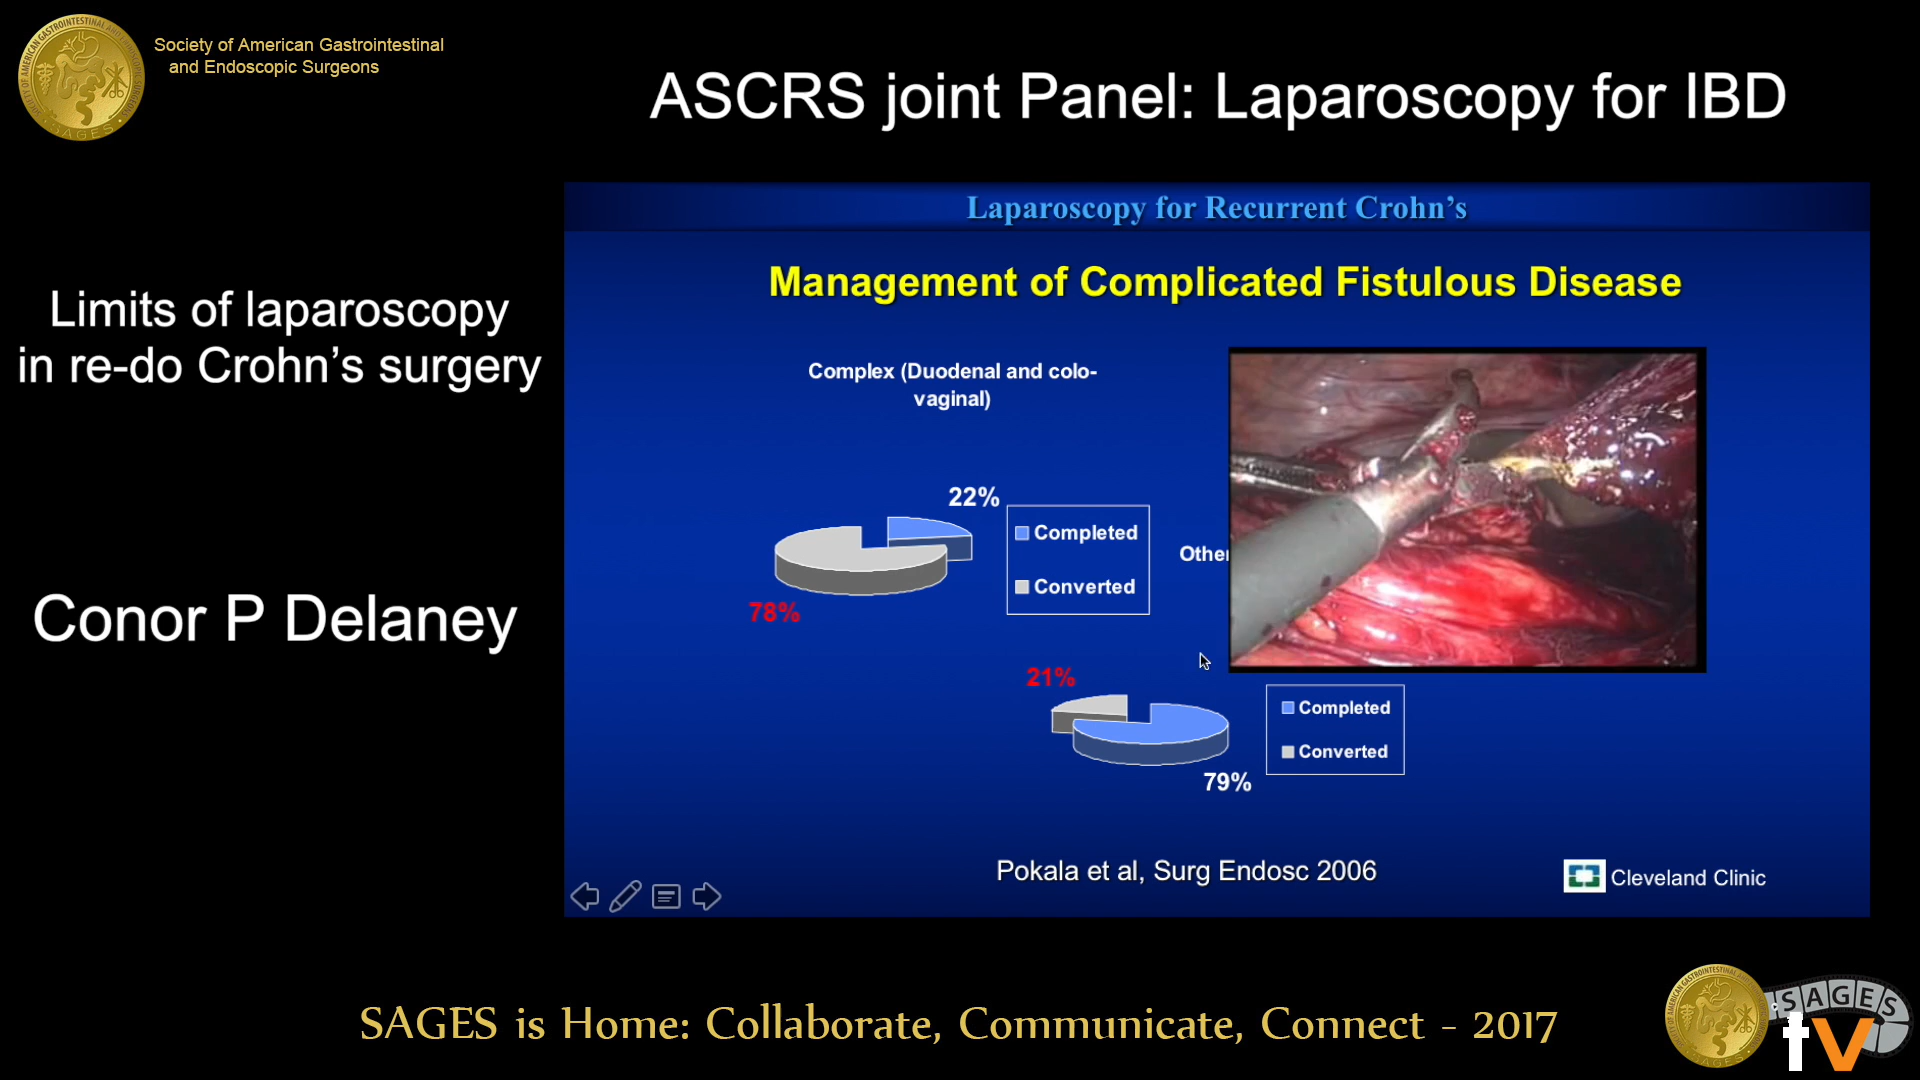 Society of American Gastrointestinal
and Endoscopic Surgeons
ASCRS joint Panel: Laparoscopy for IBD
Limits of laparoscopy
in re-do Crohn's surgery
Conor P Delaney
Laparoscopy for Recurrent Crohn's
Management of Complicated Fistulous Disease
Complex (Duodenal and colo-
vaginal)
22%
Completed
Converted
78%
Other
21%
Completed
Converted
79%
Pokala et al, Surg Endosc 2006
Cleveland Clinic
SAGES is Home: Collaborate, Communicate, Connect - 2017
SAGES
tv